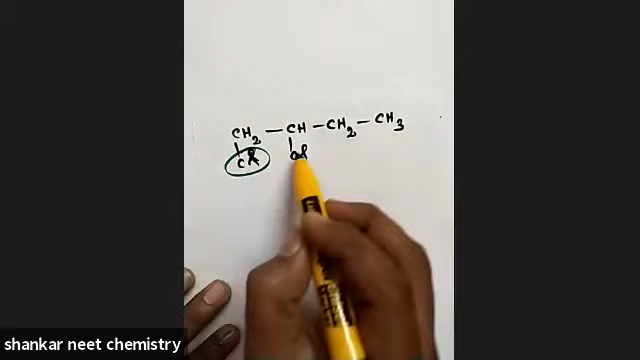 CH2 — CH — CH2 — CH3
Cl Cl
shankar neet chemistry